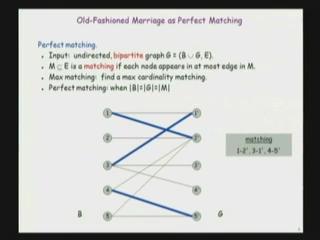 Old-Fashioned Marriage as Perfect Matching
Perfect matching.
• Input: undirected, bipartite graph G = (B ∪ G, E).
• M ⊆ E is a matching if each node appears in at most edge in M.
• Max matching: find a max cardinality matching.
• Perfect matching: when |B|=|G|=|M|
1 1'
2 2'
matching
1-2', 3-1', 4-5'
3 3'
4 4'
B 5 5' G